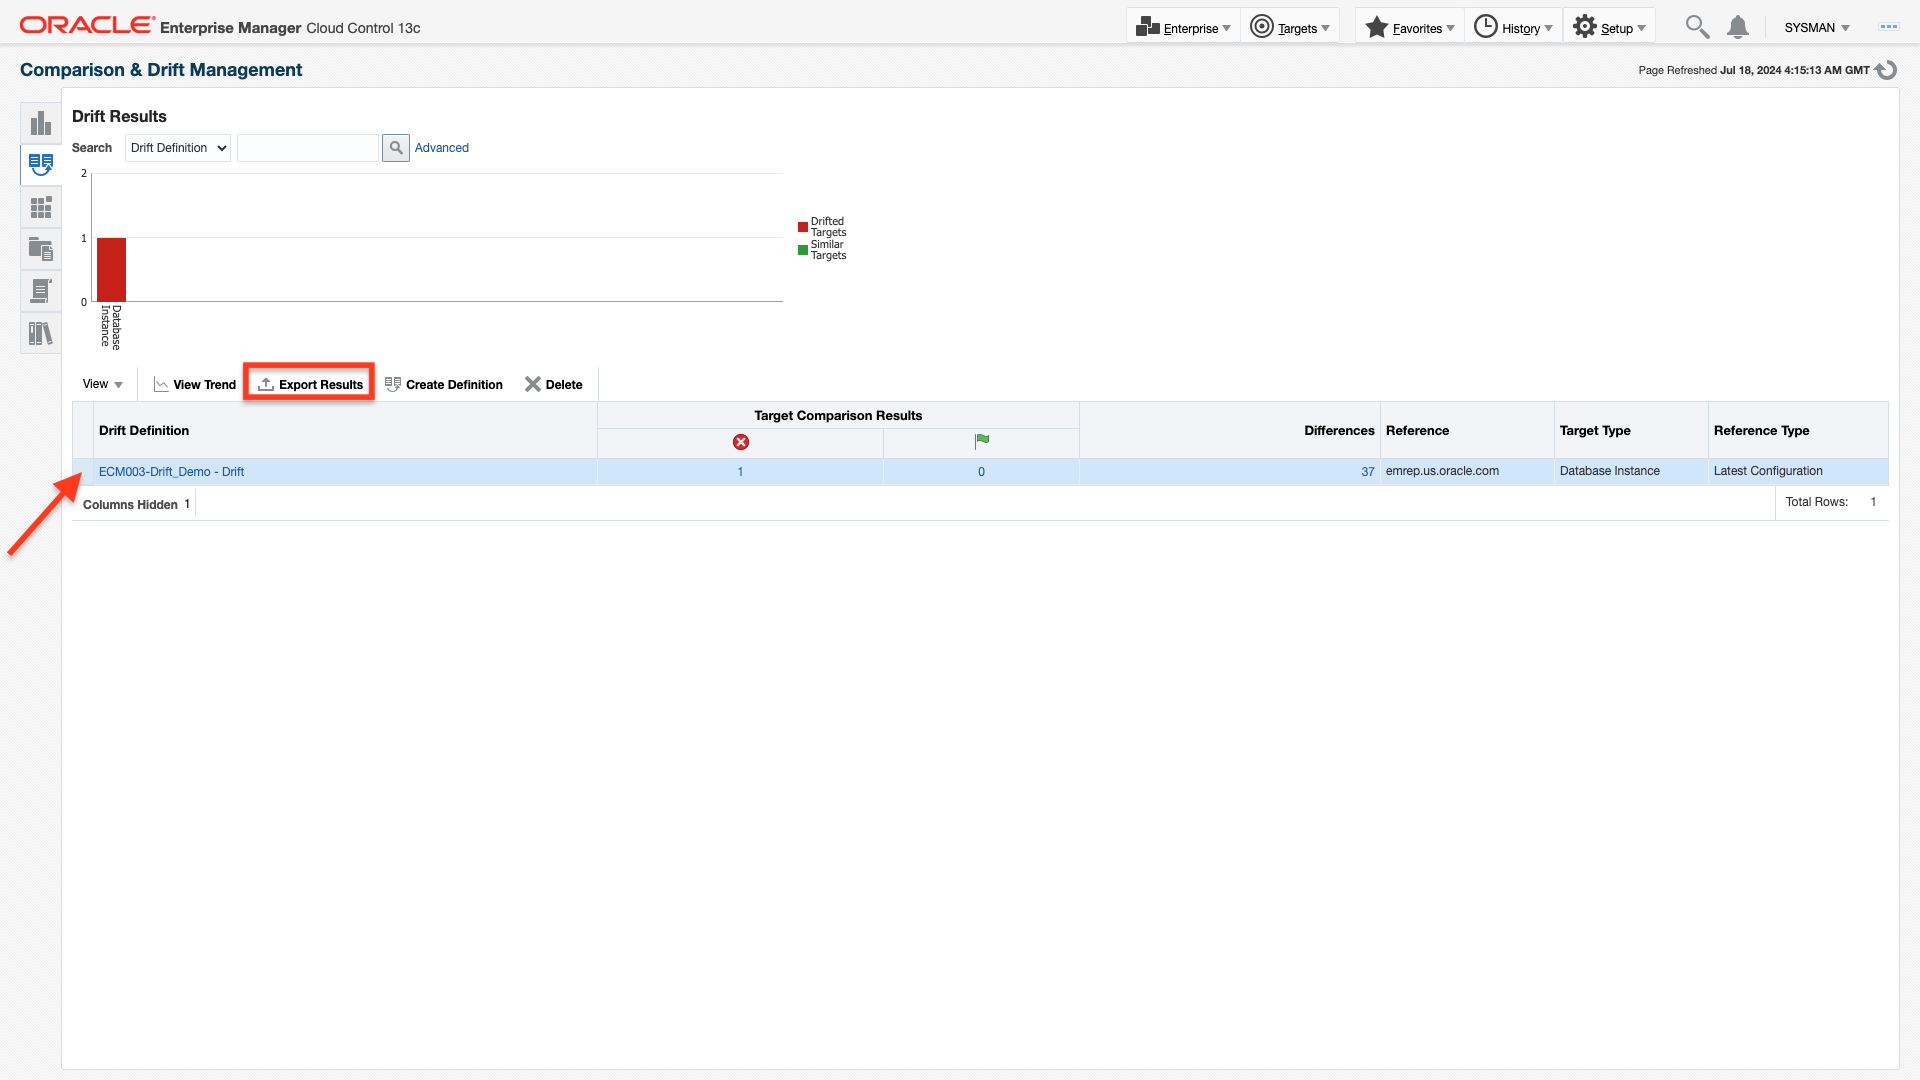 ORACLE Enterprise Manager Cloud Control 13c
Enterprise Targets Favorites History Setup SYSMAN
Comparison & Drift Management
Page Refreshed Jul 18, 2024 4:15:13 AM GMT
Drift Results
Search Drift Definition Advanced
2
1
0
Drifted
Targets
Similar
Targets
Database
Instance
View View Trend Export Results Create Definition Delete
Drift Definition Target Comparison Results Differences Reference Target Type Reference Type
ECM003-Drift_Demo - Drift 1 0 37 emrep.us.oracle.com Database Instance Latest Configuration
Columns Hidden 1 Total Rows: 1